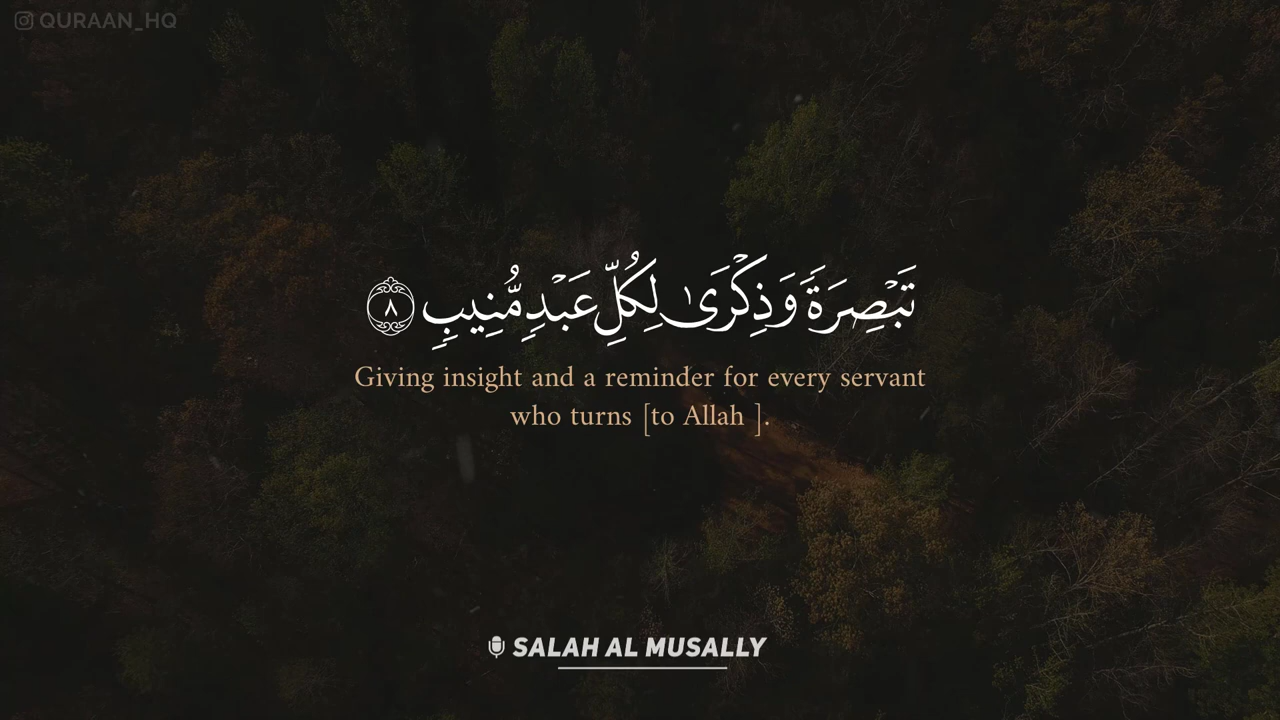 QURAAN_HQ
تَبْصِرَةً وَذِكْرَىٰ لِكُلِّ عَبْدٍ مُّنِيبٍ ٨
Giving insight and a reminder for every servant
who turns [to Allah ].
SALAH AL MUSALLY